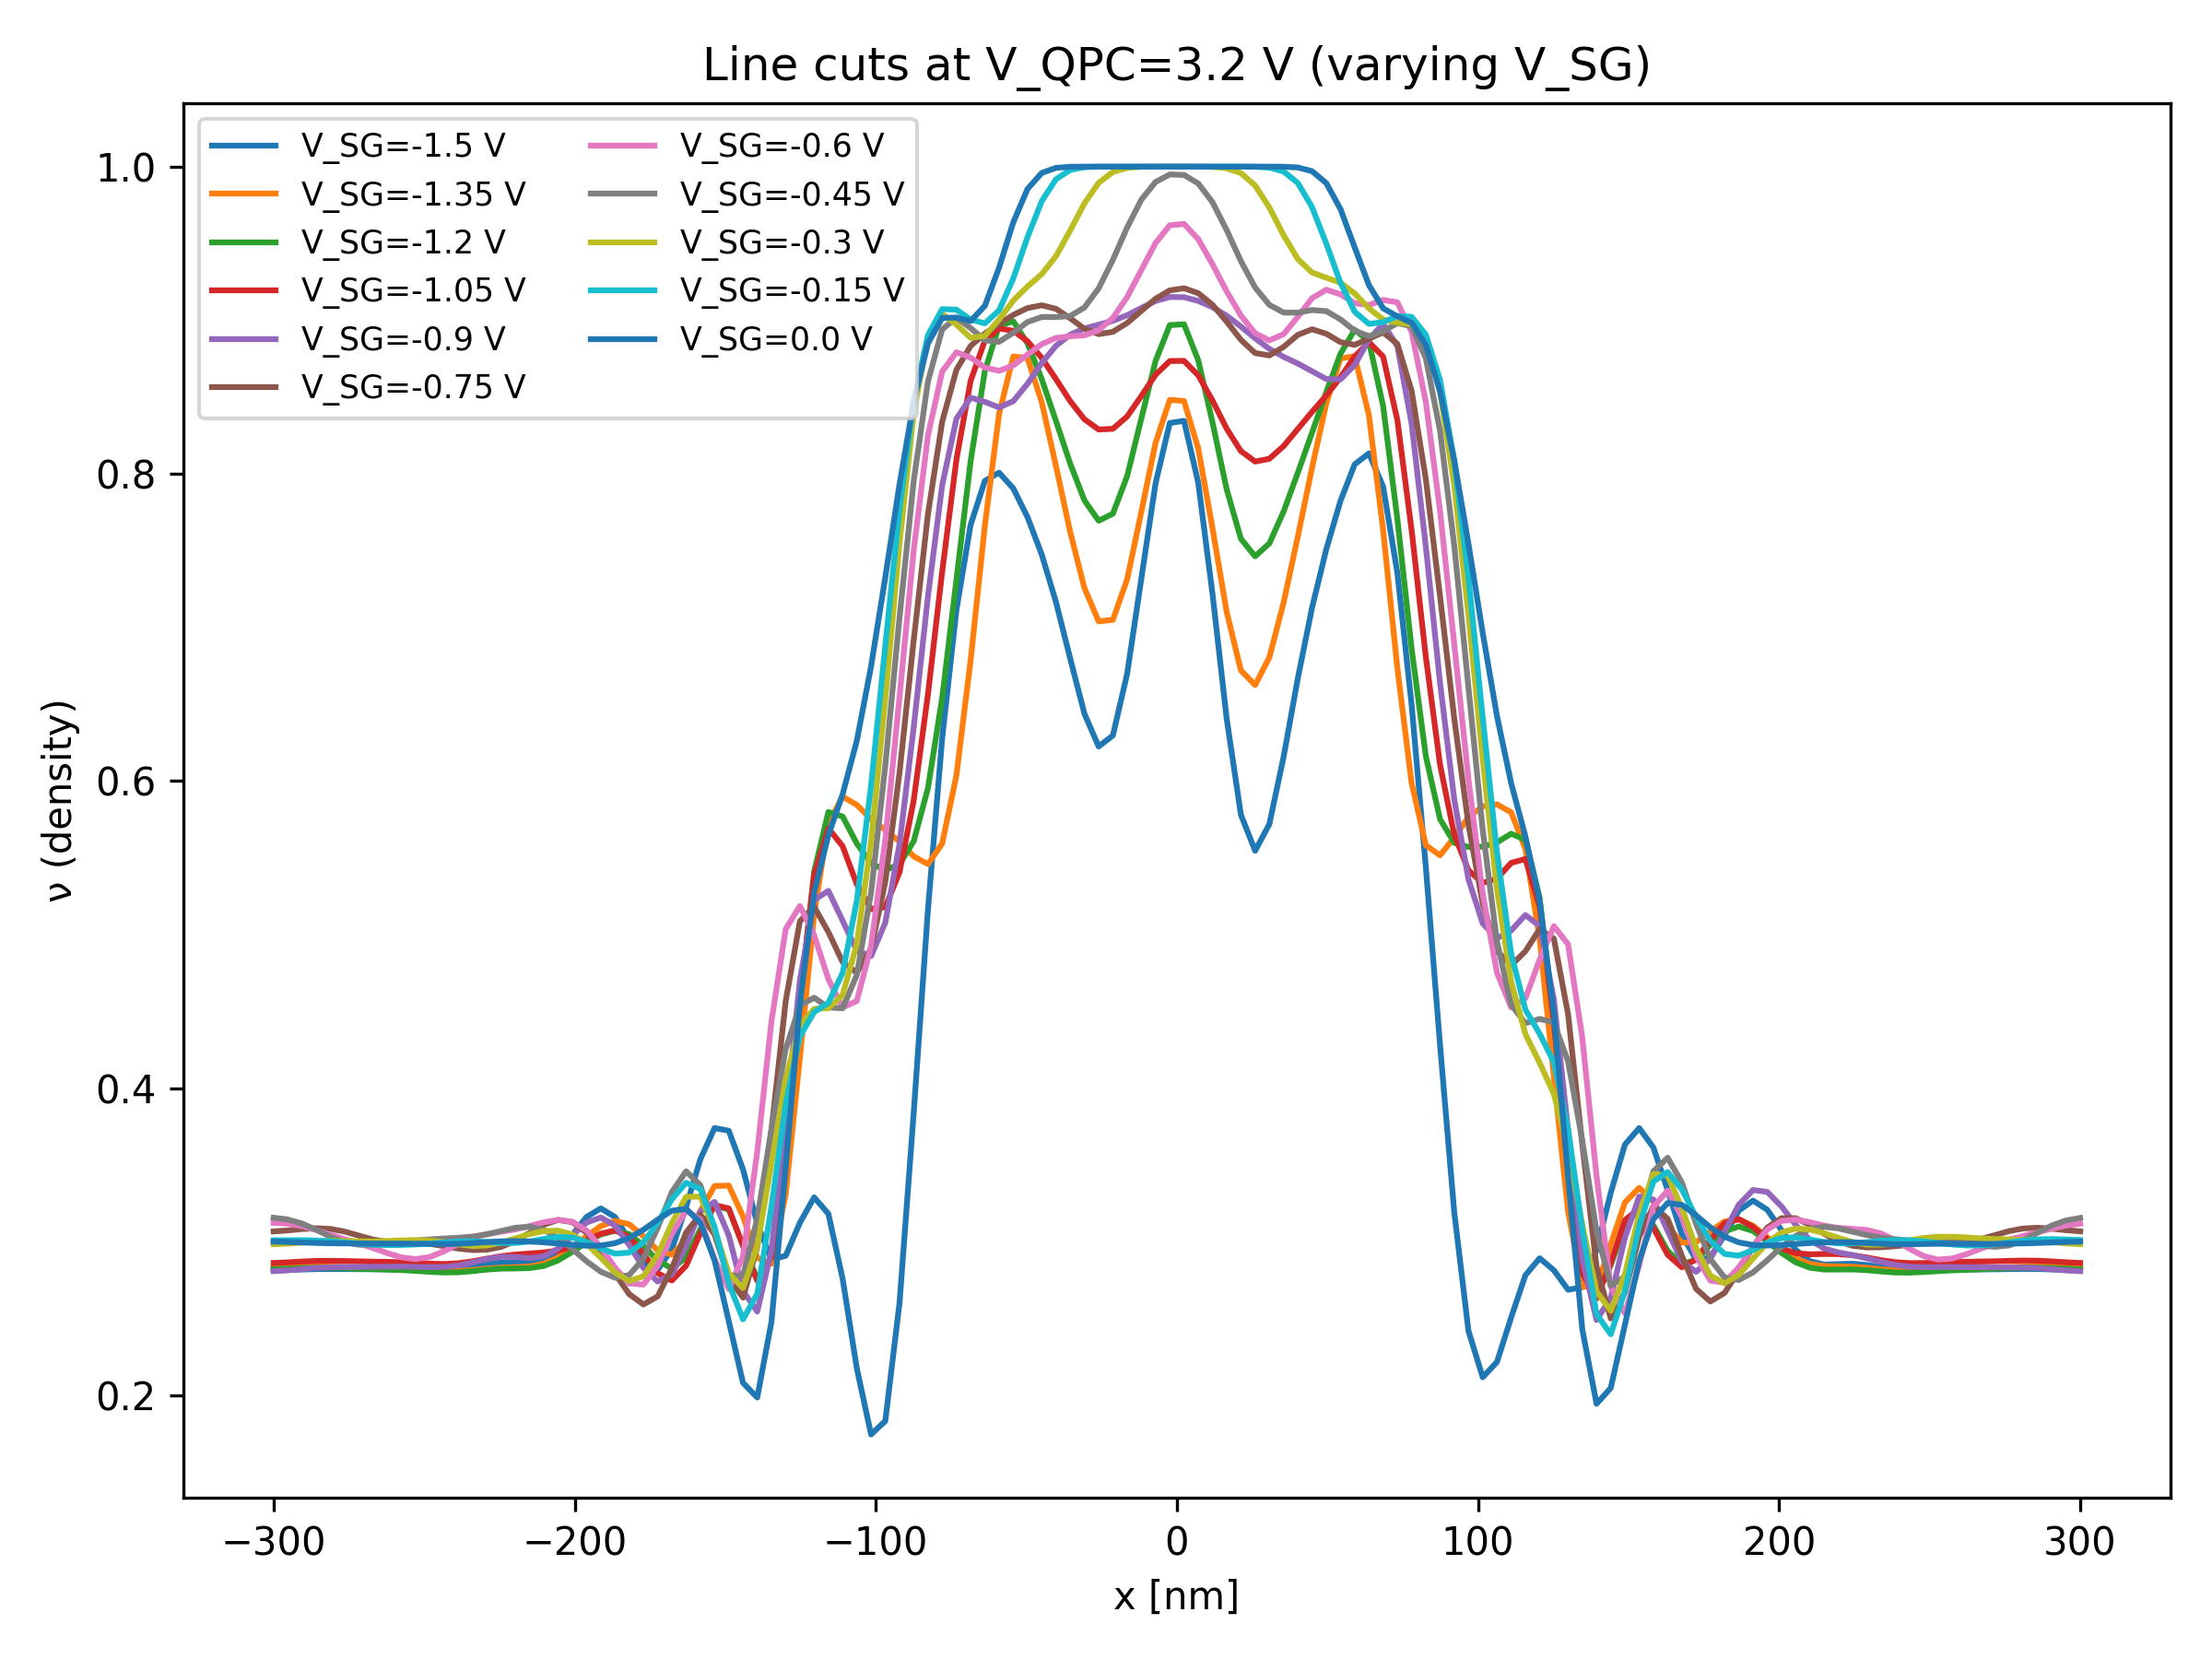 Line cuts at V_QPC=3.2 V (varying V_SG)
V_SG=-1.5 V
V_SG=-1.35 V
V_SG=-1.2 V
V_SG=-1.05 V
V_SG=-0.9 V
V_SG=-0.75 V
V_SG=-0.6 V
V_SG=-0.45 V
V_SG=-0.3 V
V_SG=-0.15 V
V_SG=0.0 V
1.0
0.8
0.6
0.4
0.2
ν (density)
−300
−200
−100
0
100
200
300
x [nm]